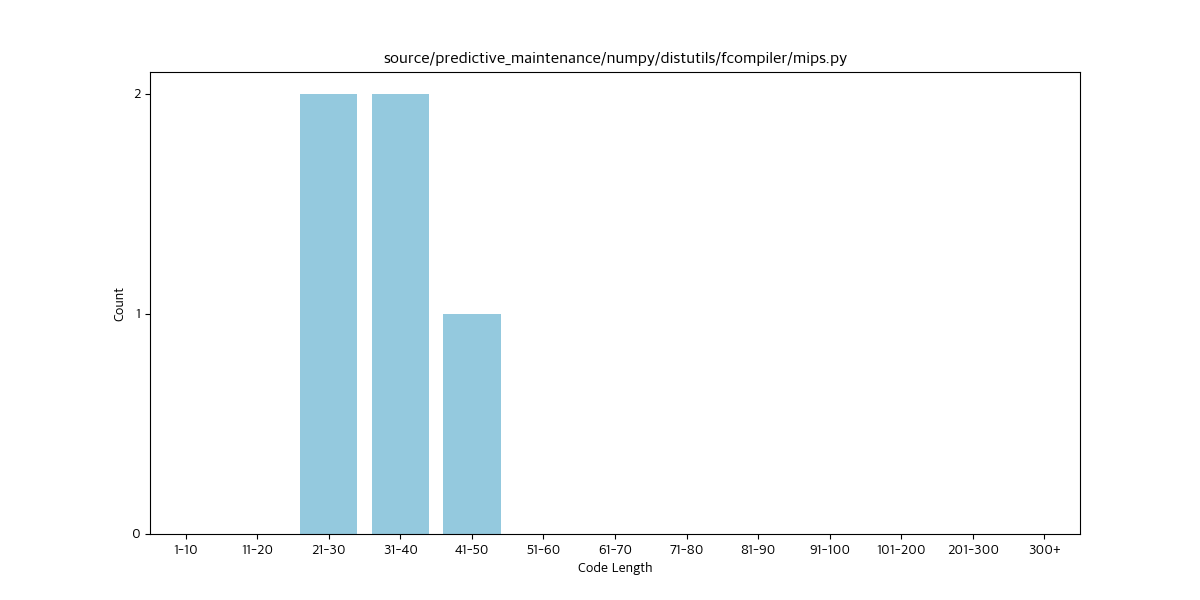 source/predictive_maintenance/numpy/distutils/fcompiler/mips.py
2
1
0
Count
1-10 11-20 21-30 31-40 41-50 51-60 61-70 71-80 81-90 91-100 101-200 201-300 300+
Code Length